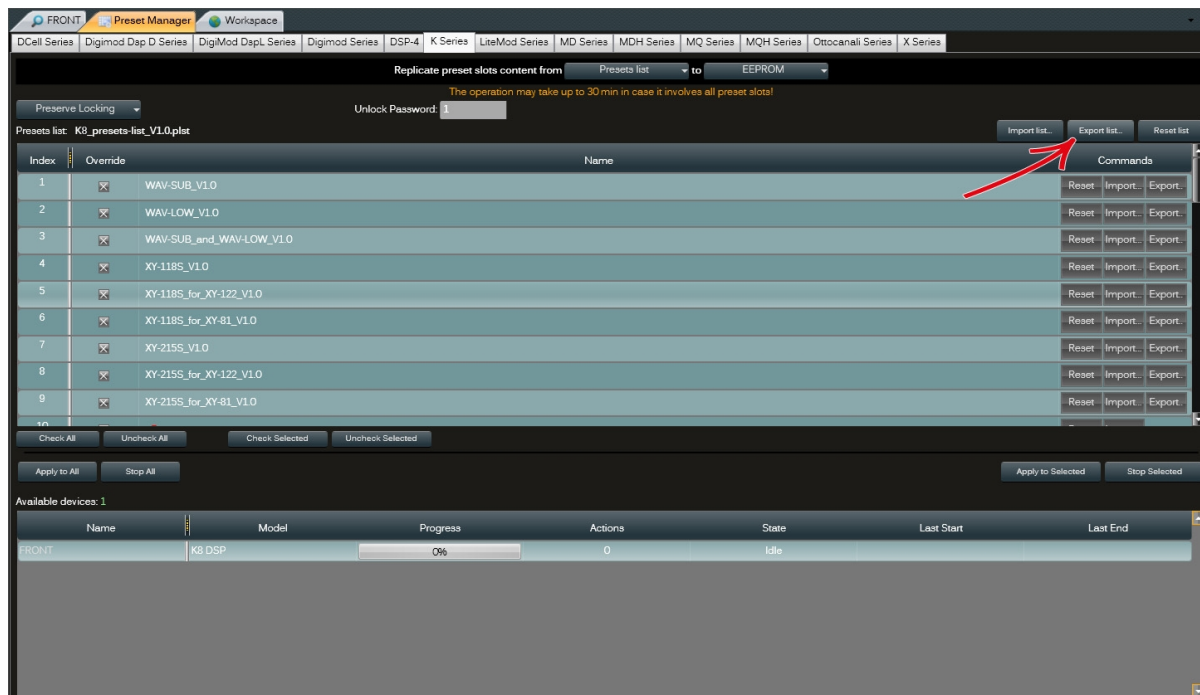 FRONT Preset Manager Workspace
DCell Series Digimod Dsp D Series DigiMod DspL Series Digimod Series DSP-4 K Series LiteMod Series MD Series MDH Series MQ Series MQH Series Ottocanali Series X Series
Replicate preset slots content from Presets list to EEPROM
The operation may take up to 30 min in case it involves all preset slots!
Preserve Locking Unlock Password: 1
Presets list: K8_presets-list_V1.0.plst Import list... Export list... Reset list
Index Override Name Commands
1 WAV-SUB_V1.0 Reset Import... Export..
2 WAV-LOW_V1.0 Reset Import... Export..
3 WAV-SUB_and_WAV-LOW_V1.0 Reset Import... Export..
4 XY-118S_V1.0 Reset Import... Export..
5 XY-118S_for_XY-122_V1.0 Reset Import... Export..
6 XY-118S_for_XY-81_V1.0 Reset Import... Export..
7 XY-215S_V1.0 Reset Import... Export..
8 XY-215S_for_XY-122_V1.0 Reset Import... Export..
9 XY-215S_for_XY-81_V1.0 Reset Import... Export..
10
Check All Uncheck All Check Selected Uncheck Selected
Apply to All Stop All Apply to Selected Stop Selected
Available devices: 1
Name Model Progress Actions State Last Start Last End
FRONT K8 DSP 0% 0 Idle